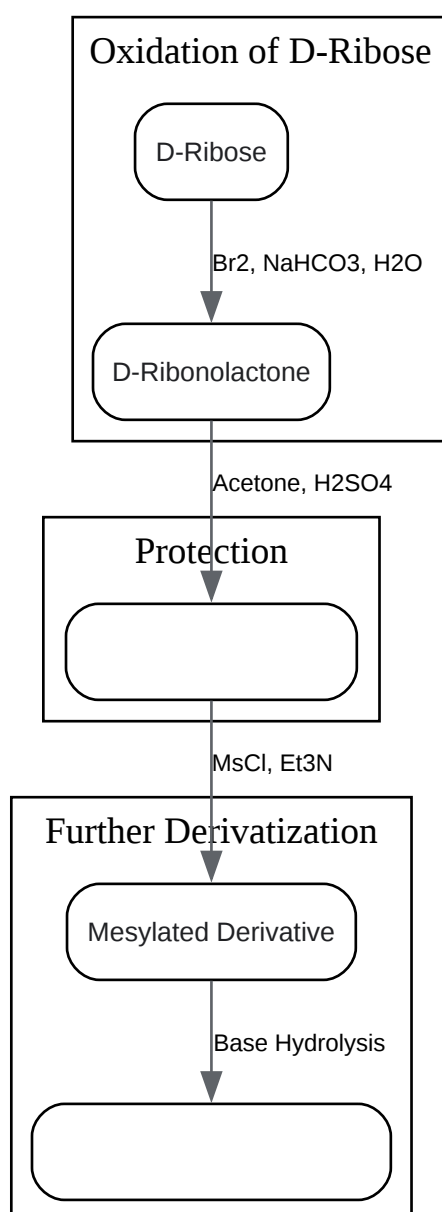 Oxidation of D-Ribose
D-Ribose
Br2, NaHCO3, H2O
D-Ribonolactone
Acetone, H2SO4
Protection
MsCl, Et3N
Further Derivatization
Mesylated Derivative
Base Hydrolysis